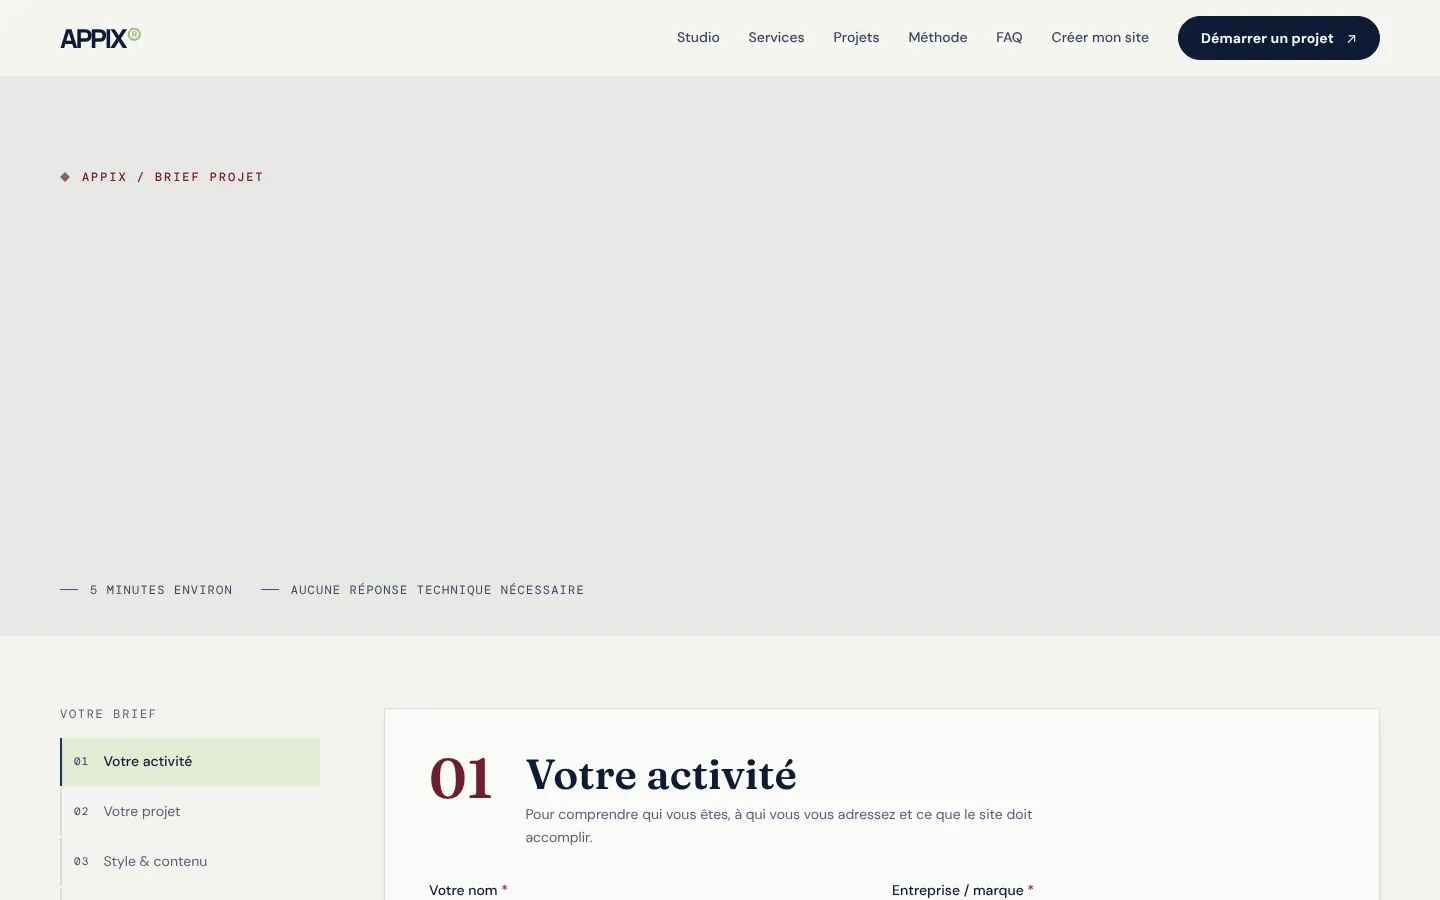 APPIX®
Studio
Services
Projets
Méthode
FAQ
Créer mon site
Démarrer un projet
APPIX / BRIEF PROJET
5 MINUTES ENVIRON
AUCUNE RÉPONSE TECHNIQUE NÉCESSAIRE
VOTRE BRIEF
01 Votre activité
02 Votre projet
03 Style & contenu
01
Votre activité
Pour comprendre qui vous êtes, à qui vous vous adressez et ce que le site doit
accomplir.
Votre nom *
Entreprise / marque *